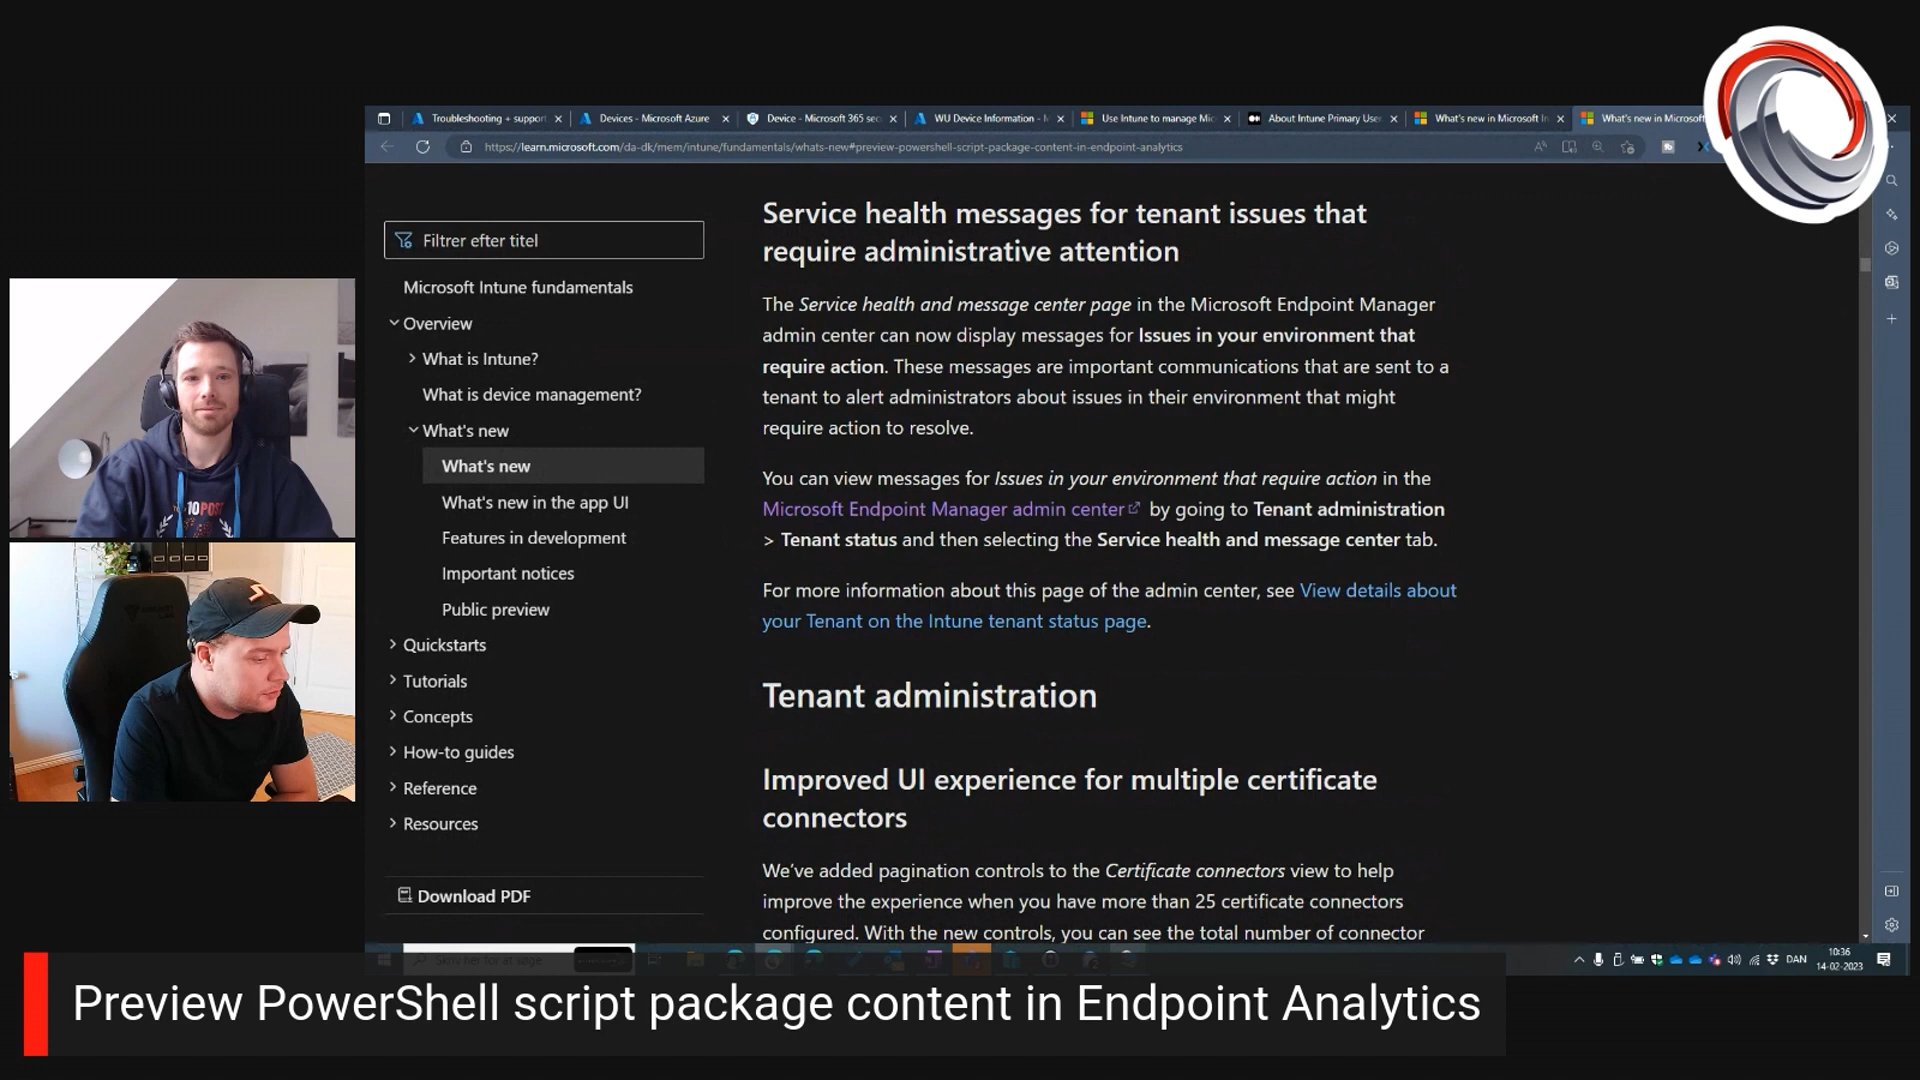 Troubleshooting + support
Devices - Microsoft Azure
Device - Microsoft 365 sec
WU Device Information - M
Use Intune to manage Mic
About Intune Primary User
What's new in Microsoft In
What's new in Microsoft
https://learn.microsoft.com/da-dk/mem/intune/fundamentals/whats-new#preview-powershell-script-package-content-in-endpoint-analytics
Filtrer efter titel
Microsoft Intune fundamentals
Overview
What is Intune?
What is device management?
What's new
What's new
What's new in the app UI
Features in development
Important notices
Public preview
Quickstarts
Tutorials
Concepts
How-to guides
Reference
Resources
Download PDF
Service health messages for tenant issues that
require administrative attention
The Service health and message center page in the Microsoft Endpoint Manager
admin center can now display messages for Issues in your environment that
require action. These messages are important communications that are sent to a
tenant to alert administrators about issues in their environment that might
require action to resolve.
You can view messages for Issues in your environment that require action in the
Microsoft Endpoint Manager admin center by going to Tenant administration
> Tenant status and then selecting the Service health and message center tab.
For more information about this page of the admin center, see View details about
your Tenant on the Intune tenant status page.
Tenant administration
Improved UI experience for multiple certificate
connectors
We've added pagination controls to the Certificate connectors view to help
improve the experience when you have more than 25 certificate connectors
configured. With the new controls, you can see the total number of connector
Skriv her for at søge
DAN
10:36
14-02-2023
Preview PowerShell script package content in Endpoint Analytics